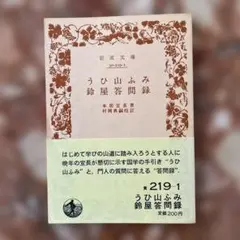 岩波文庫
うひ山ふみ
鈴屋答問録
本居宣長著
村岡典嗣校訂
はじめて学びの山道に踏み入ろうとする人に
晩年の宣長が懇切に示す国学の手引き“うひ
山ふみ”と、門人の質問に答える“答問録”.
黄219-1
うひ山ふみ
鈴屋答問録
定価200円